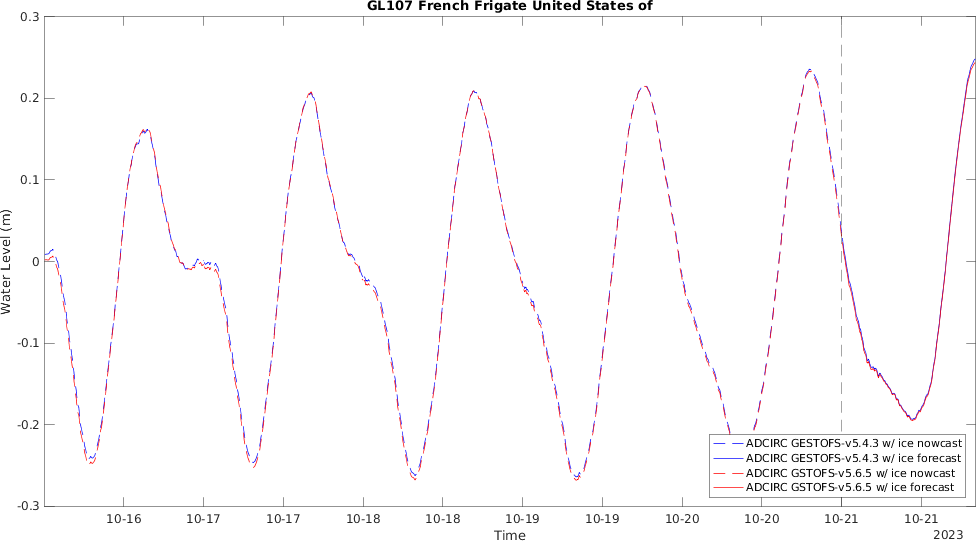 GL107 French Frigate United States of
Water Level (m)
0.3
0.2
0.1
0
-0.1
-0.2
-0.3
ADCIRC GESTOFS-v5.4.3 w/ ice nowcast
ADCIRC GESTOFS-v5.4.3 w/ ice forecast
ADCIRC GSTOFS-v5.6.5 w/ ice nowcast
ADCIRC GSTOFS-v5.6.5 w/ ice forecast
10-16 10-17 10-17 10-18 10-18 10-19 10-19 10-20 10-20 10-21 10-21
2023
Time